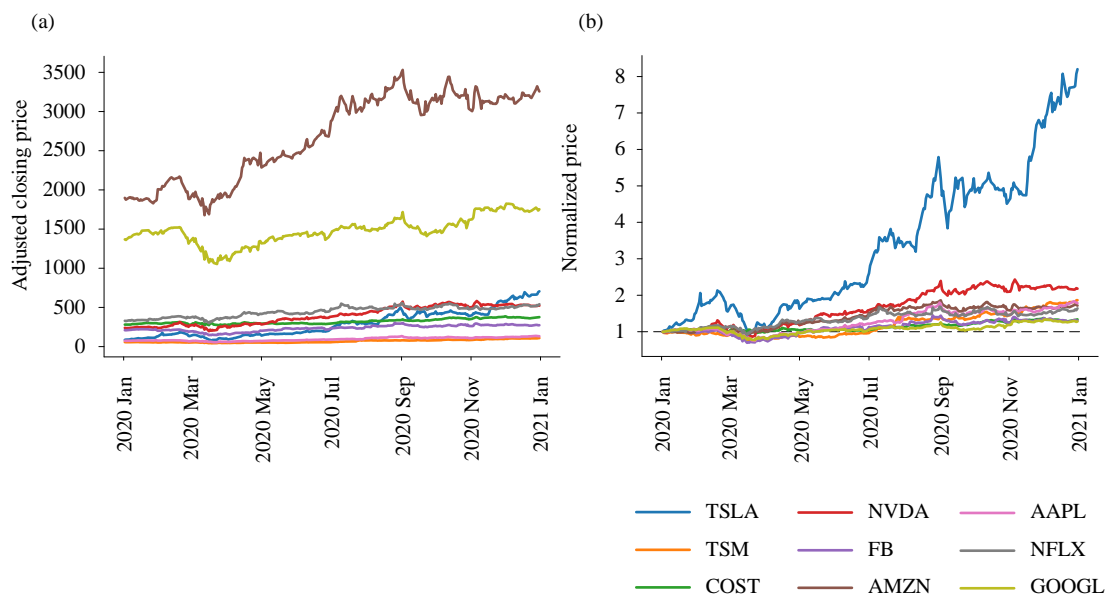 (a)
(b)
Adjusted closing price
3500
3000
2500
2000
1500
1000
500
0
2020 Jan
2020 Mar
2020 May
2020 Jul
2020 Sep
2020 Nov
2021 Jan
Normalized price
8
7
6
5
4
3
2
1
2020 Jan
2020 Mar
2020 May
2020 Jul
2020 Sep
2020 Nov
2021 Jan
TSLA NVDA AAPL
TSM FB NFLX
COST AMZN GOOGL